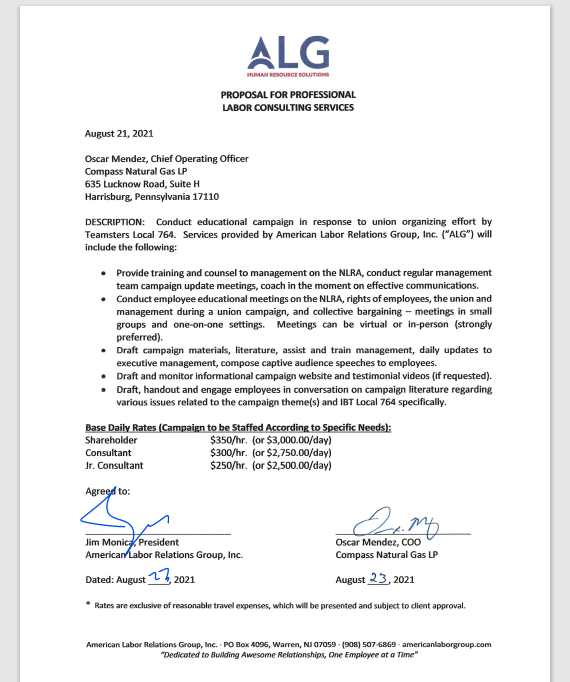 ALG
HUMAN RESOURCE SOLUTIONS
PROPOSAL FOR PROFESSIONAL
LABOR CONSULTING SERVICES
August 21, 2021
Oscar Mendez, Chief Operating Officer
Compass Natural Gas LP
635 Lucknow Road, Suite H
Harrisburg, Pennsylvania 17110
DESCRIPTION: Conduct educational campaign in response to union organizing effort by
Teamsters Local 764. Services provided by American Labor Relations Group, Inc. (“ALG”) will
include the following:
• Provide training and counsel to management on the NLRA, conduct regular management
team campaign update meetings, coach in the moment on effective communications.
• Conduct employee educational meetings on the NLRA, rights of employees, the union and
management during a union campaign, and collective bargaining – meetings in small
groups and one-on-one settings. Meetings can be virtual or in-person (strongly
preferred).
• Draft campaign materials, literature, assist and train management, daily updates to
executive management, compose captive audience speeches to employees.
• Draft and monitor informational campaign website and testimonial videos (if requested).
• Draft, handout and engage employees in conversation on campaign literature regarding
various issues related to the campaign theme(s) and IBT Local 764 specifically.
Base Daily Rates (Campaign to be Staffed According to Specific Needs):
Shareholder $350/hr. (or $3,000.00/day)
Consultant $300/hr. (or $2,750.00/day)
Jr. Consultant $250/hr. (or $2,500.00/day)
Agreed to:
Jim Monica, President Oscar Mendez, COO
American Labor Relations Group, Inc. Compass Natural Gas LP
Dated: August 23, 2021 August 23, 2021
* Rates are exclusive of reasonable travel expenses, which will be presented and subject to client approval.
American Labor Relations Group, Inc. · PO Box 4096, Warren, NJ 07059 · (908) 507-6869 · americanlaborgroup.com
“Dedicated to Building Awesome Relationships, One Employee at a Time”